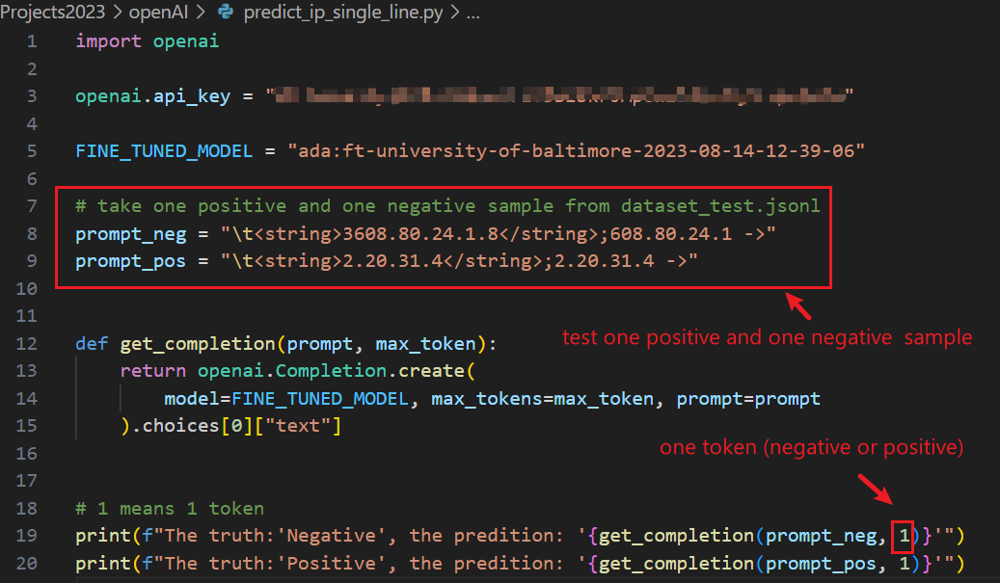 Projects2023 > openAI > predict_ip_single_line.py > ...
1 import openai
2
3 openai.api_key = " "
4
5 FINE_TUNED_MODEL = "ada:ft-university-of-baltimore-2023-08-14-12-39-06"
6
7 # take one positive and one negative sample from dataset_test.jsonl
8 prompt_neg = "\t<string>3608.80.24.1.8</string>;608.80.24.1 ->"
9 prompt_pos = "\t<string>2.20.31.4</string>;2.20.31.4 ->"
10
11
test one positive and one negative sample
12 def get_completion(prompt, max_token):
13     return openai.Completion.create(
14         model=FINE_TUNED_MODEL, max_tokens=max_token, prompt=prompt
15     ).choices[0]["text"]
16
one token (negative or positive)
17
18 # 1 means 1 token
19 print(f"The truth:'Negative', the predition: '{get_completion(prompt_neg, 1)}'")
20 print(f"The truth:'Positive', the predition: '{get_completion(prompt_pos, 1)}'")